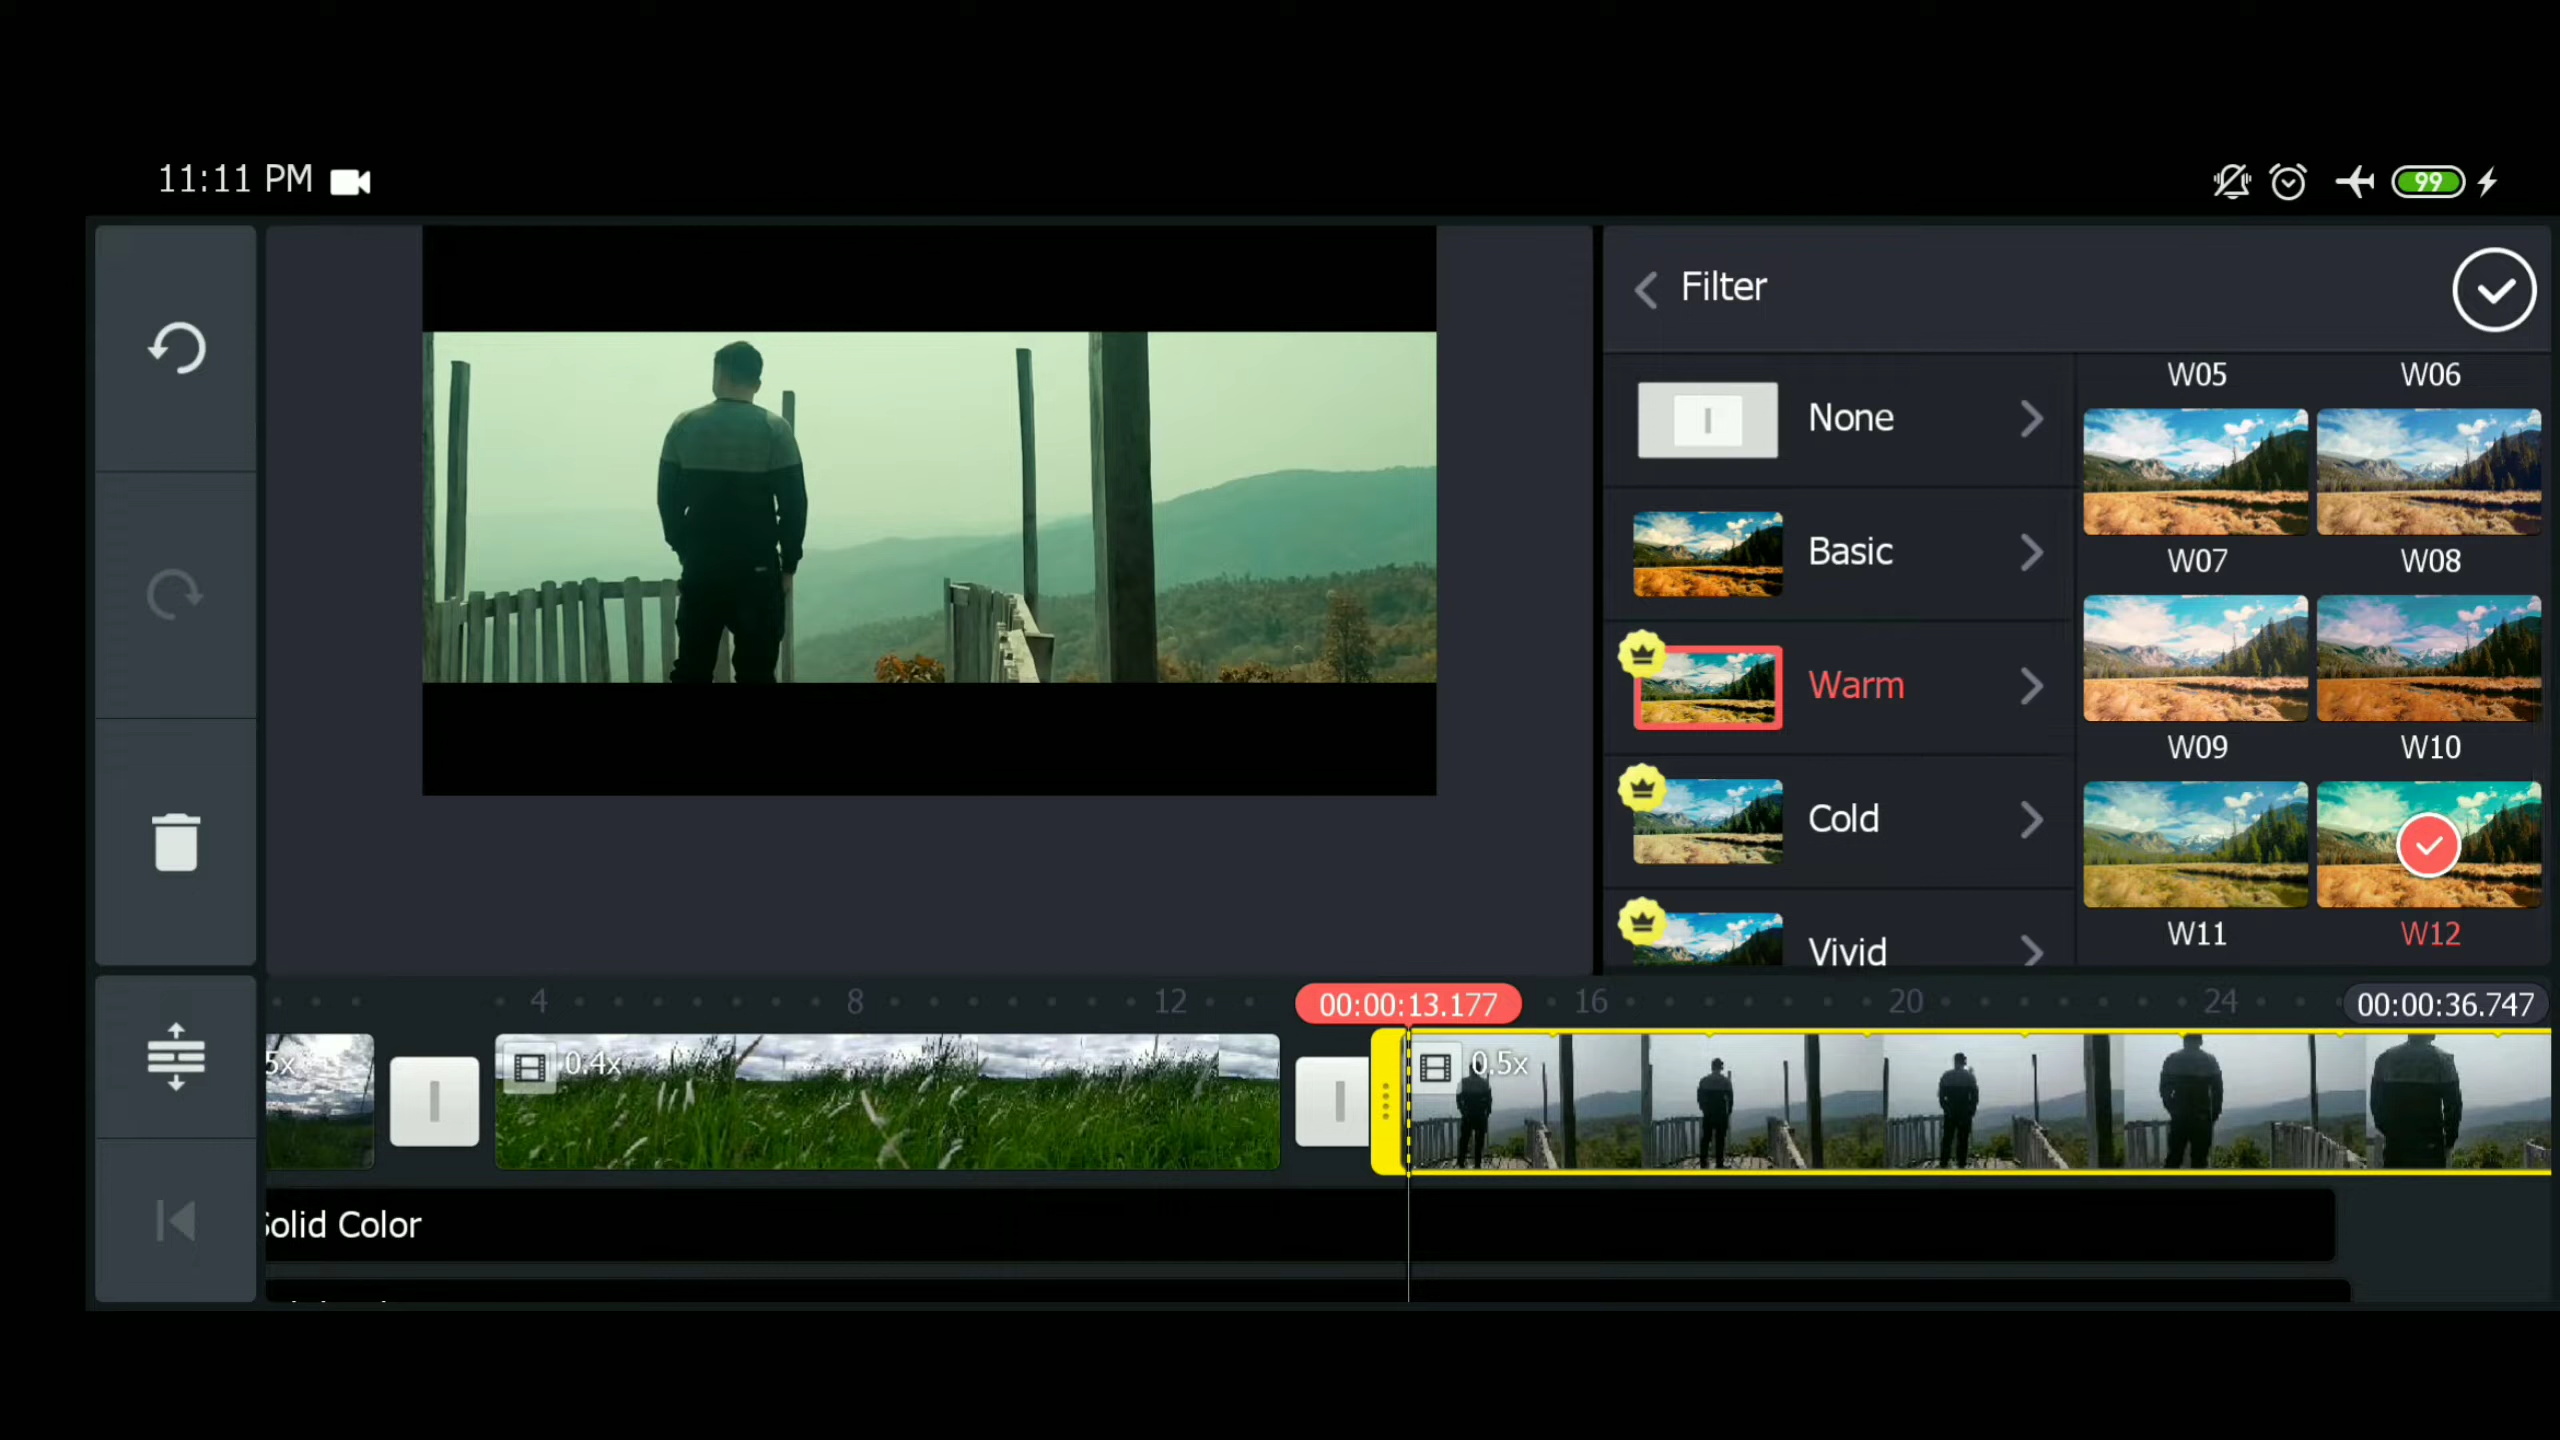 11:11 PM
99
Filter
None
Basic
Warm
Cold
Vivid
W05 W06
W07 W08
W09 W10
W11 W12
4 8 12 00:00:13.177 16 20 24 00:00:36.747
5x 0.4x 0.5x
Solid Color